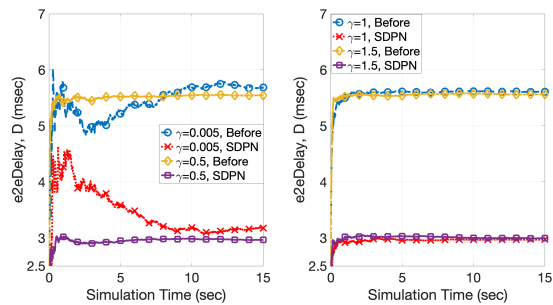 7
6
5
4
3
2.5
e2eDelay, D (msec)
γ=0.005, Before
γ=0.005, SDPN
γ=0.5, Before
γ=0.5, SDPN
0
5
10
15
Simulation Time (sec)
7
6
5
4
3
2.5
e2eDelay, D (msec)
γ=1, Before
γ=1, SDPN
γ=1.5, Before
γ=1.5, SDPN
0
5
10
15
Simulation Time (sec)